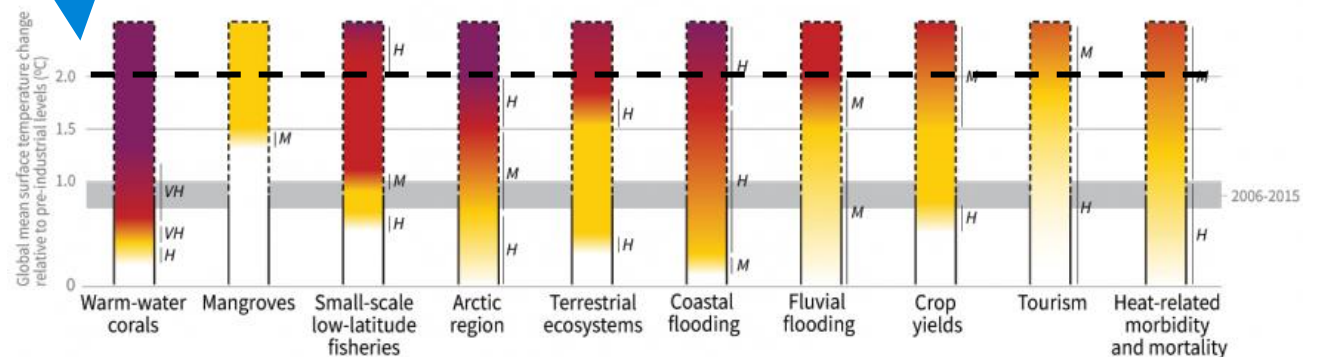 Global mean surface temperature change
relative to pre-industrial levels (°C)
2.0
1.5
1.0
0
2006-2015
VH
VH
H
M
H
M
H
H
M
H
H
H
H
H
M
M
M
M
H
M
H
M
H
Warm-water
corals
Mangroves
Small-scale
low-latitude
fisheries
Arctic
region
Terrestrial
ecosystems
Coastal
flooding
Fluvial
flooding
Crop
yields
Tourism
Heat-related
morbidity
and mortality